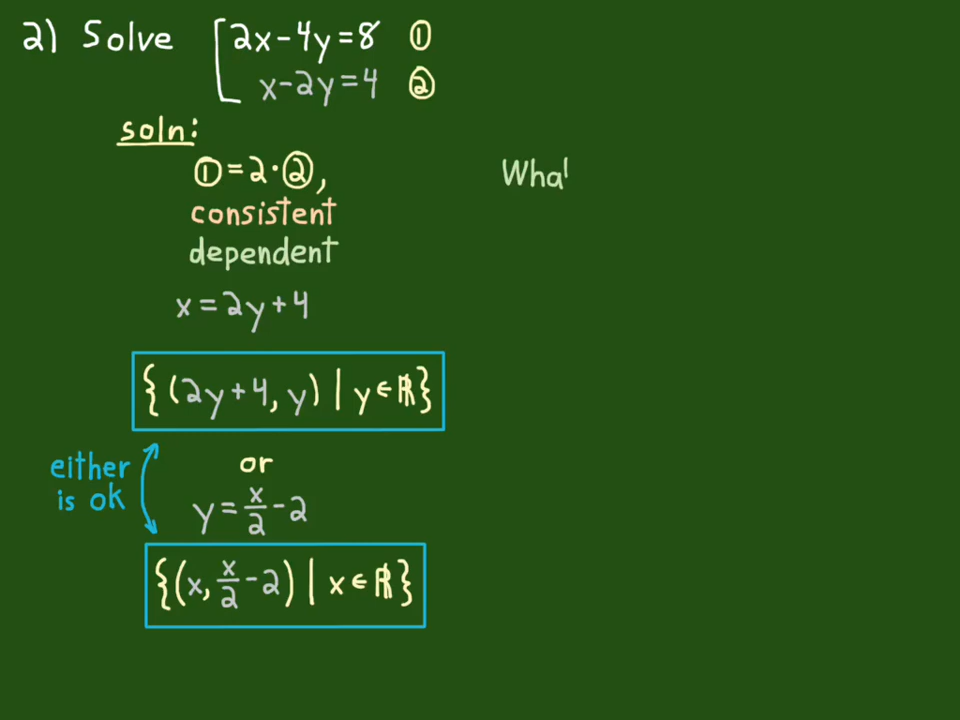 2) Solve [2x-4y=8 ①
x-2y=4 ②
soln:
① = 2 · ②,
consistent
dependent
x = 2y + 4
{(2y+4, y) | y ∈ ℝ}
either
is ok
or
y = x/2 - 2
{(x, x/2 - 2) | x ∈ ℝ}